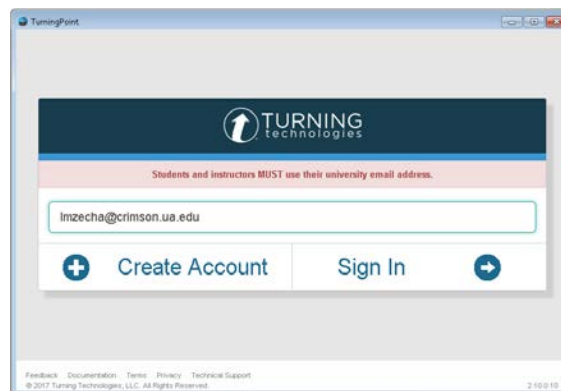 TurningPoint
TURNING
technologies
Students and instructors MUST use their university email address.
lmzecha@crimson.ua.edu
Create Account Sign In
Feedback Documentation Terms Privacy Technical Support
© 2017 Turning Technologies, LLC. All Rights Reserved. 2-10.0.10